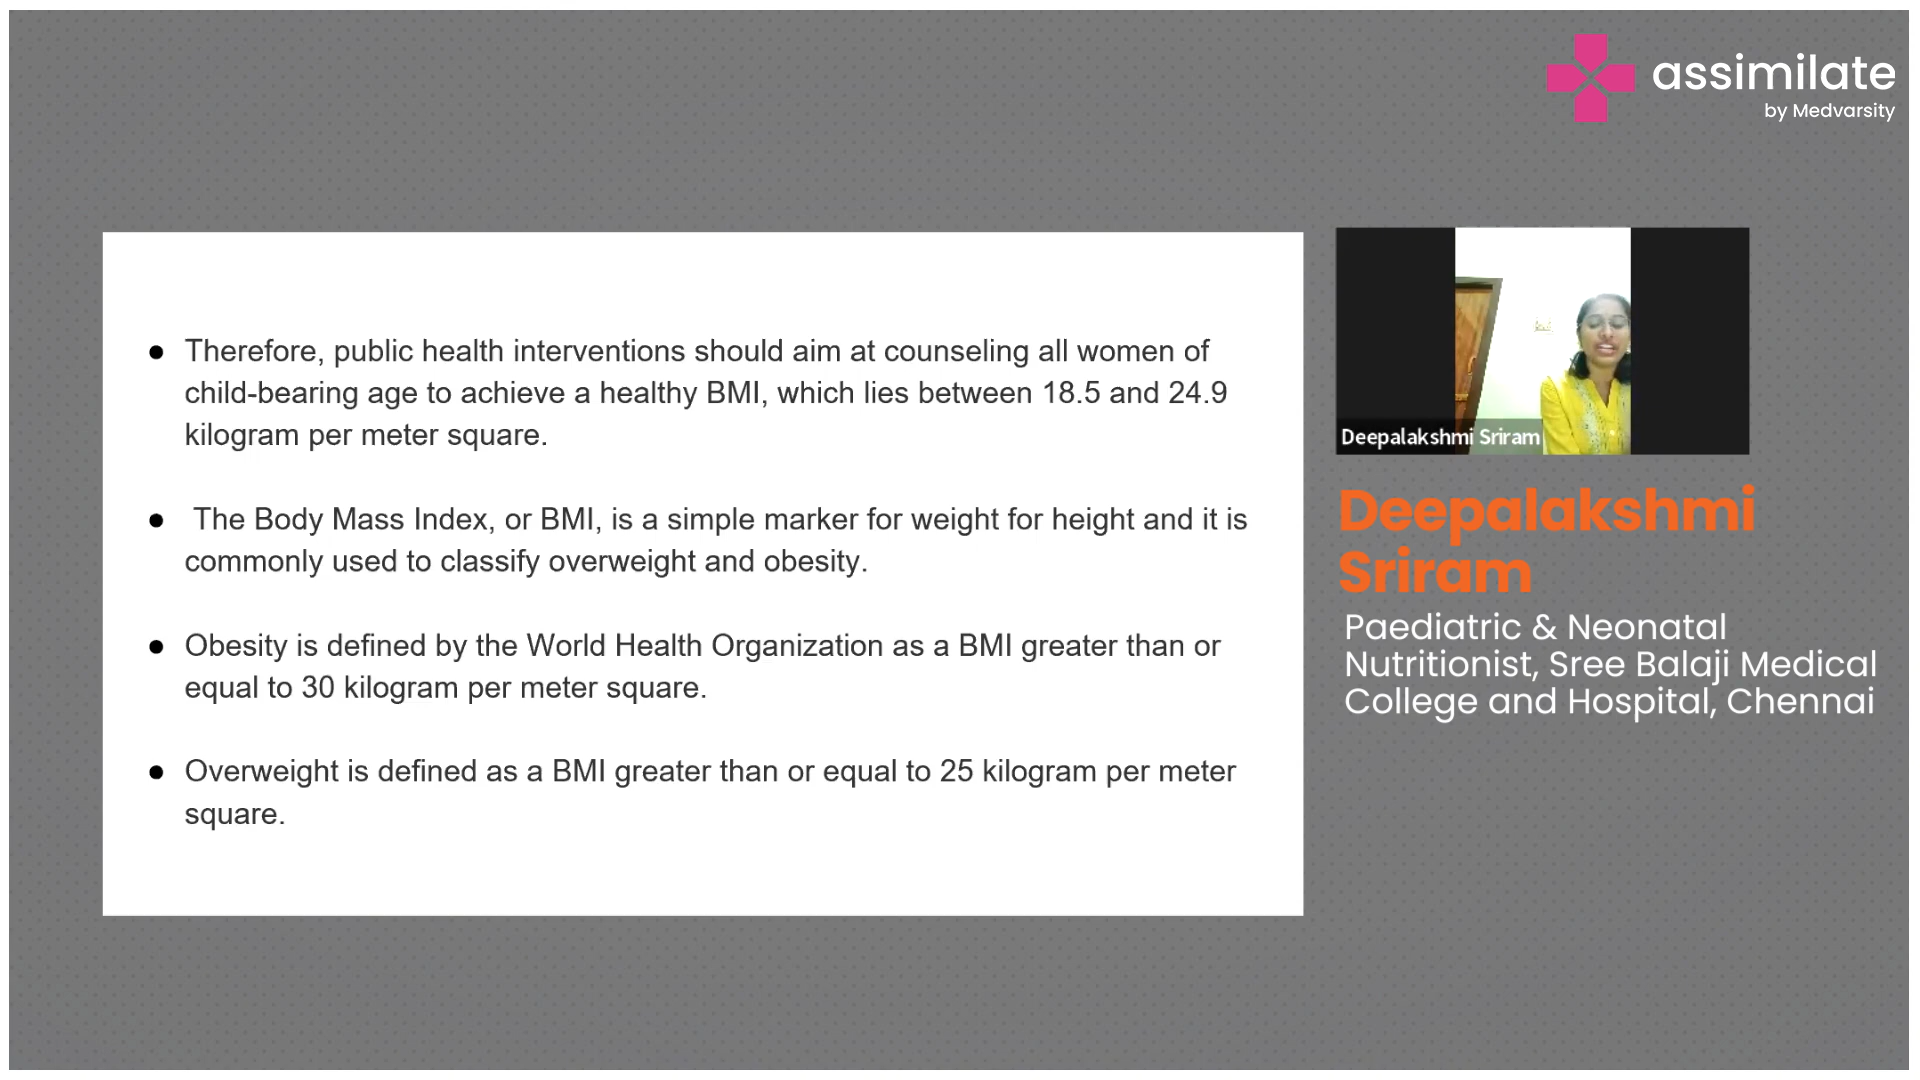 assimilate
by Medvarsity
● Therefore, public health interventions should aim at counseling all women of
child-bearing age to achieve a healthy BMI, which lies between 18.5 and 24.9
kilogram per meter square.
● The Body Mass Index, or BMI, is a simple marker for weight for height and it is
commonly used to classify overweight and obesity.
● Obesity is defined by the World Health Organization as a BMI greater than or
equal to 30 kilogram per meter square.
● Overweight is defined as a BMI greater than or equal to 25 kilogram per meter
square.
Deepalakshmi Sriram
Deepalakshmi
Sriram
Paediatric & Neonatal
Nutritionist, Sree Balaji Medical
College and Hospital, Chennai